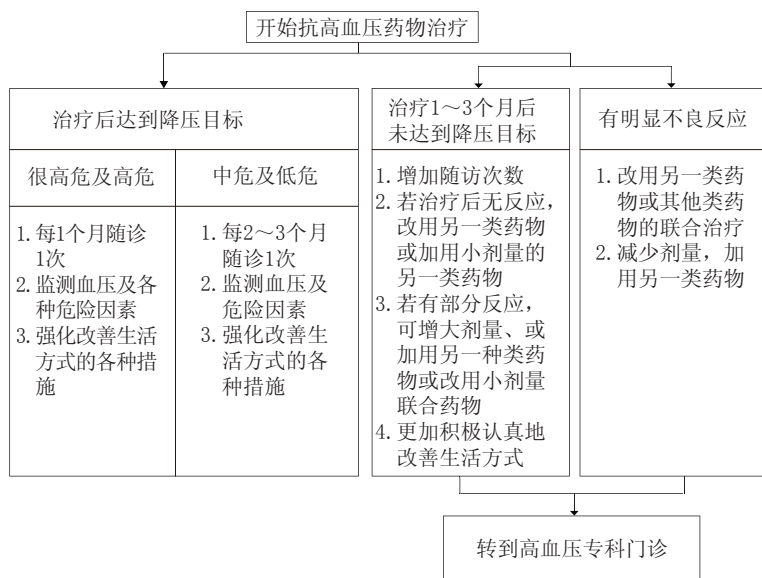 开始抗高血压药物治疗
治疗后达到降压目标
很高危及高危
1. 每1个月随诊
1次
2. 监测血压及各
种危险因素
3. 强化改善生活
方式的各种措
施
中危及低危
1. 每2～3个月
随诊1次
2. 监测血压及
危险因素
3. 强化改善生
活方式的各
种措施
治疗1～3个月后
未达到降压目标
1. 增加随访次数
2. 若治疗后无反应，
改用另一类药物
或加用小剂量的
另一类药物
3. 若有部分反应，
可增大剂量、或
加用另一种类药
物或改用小剂量
联合药物
4. 更加积极认真地
改善生活方式
有明显不良反应
1. 改用另一类药
物或其他类药
物的联合治疗
2. 减少剂量，加
用另一类药物
转到高血压专科门诊